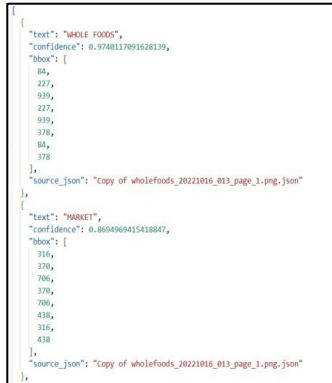 [
{
"text": "WHOLE FOODS",
"confidence": 0.9740117091628139,
"bbox": [
84,
227,
939,
227,
939,
378,
84,
378
],
"source_json": "Copy of wholefoods_20221016_013_page_1.png.json"
},
{
"text": "MARKET",
"confidence": 0.8694969415418847,
"bbox": [
316,
370,
706,
370,
706,
438,
316,
438
],
"source_json": "Copy of wholefoods_20221016_013_page_1.png.json"
},